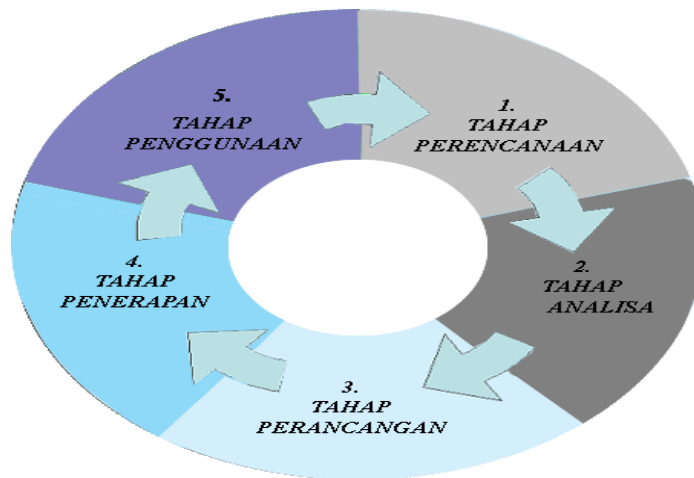 1.
TAHAP
PERENCANAAN
2.
TAHAP
ANALISA
3.
TAHAP
PERANCANGAN
4.
TAHAP
PENERAPAN
5.
TAHAP
PENGGUNAAN